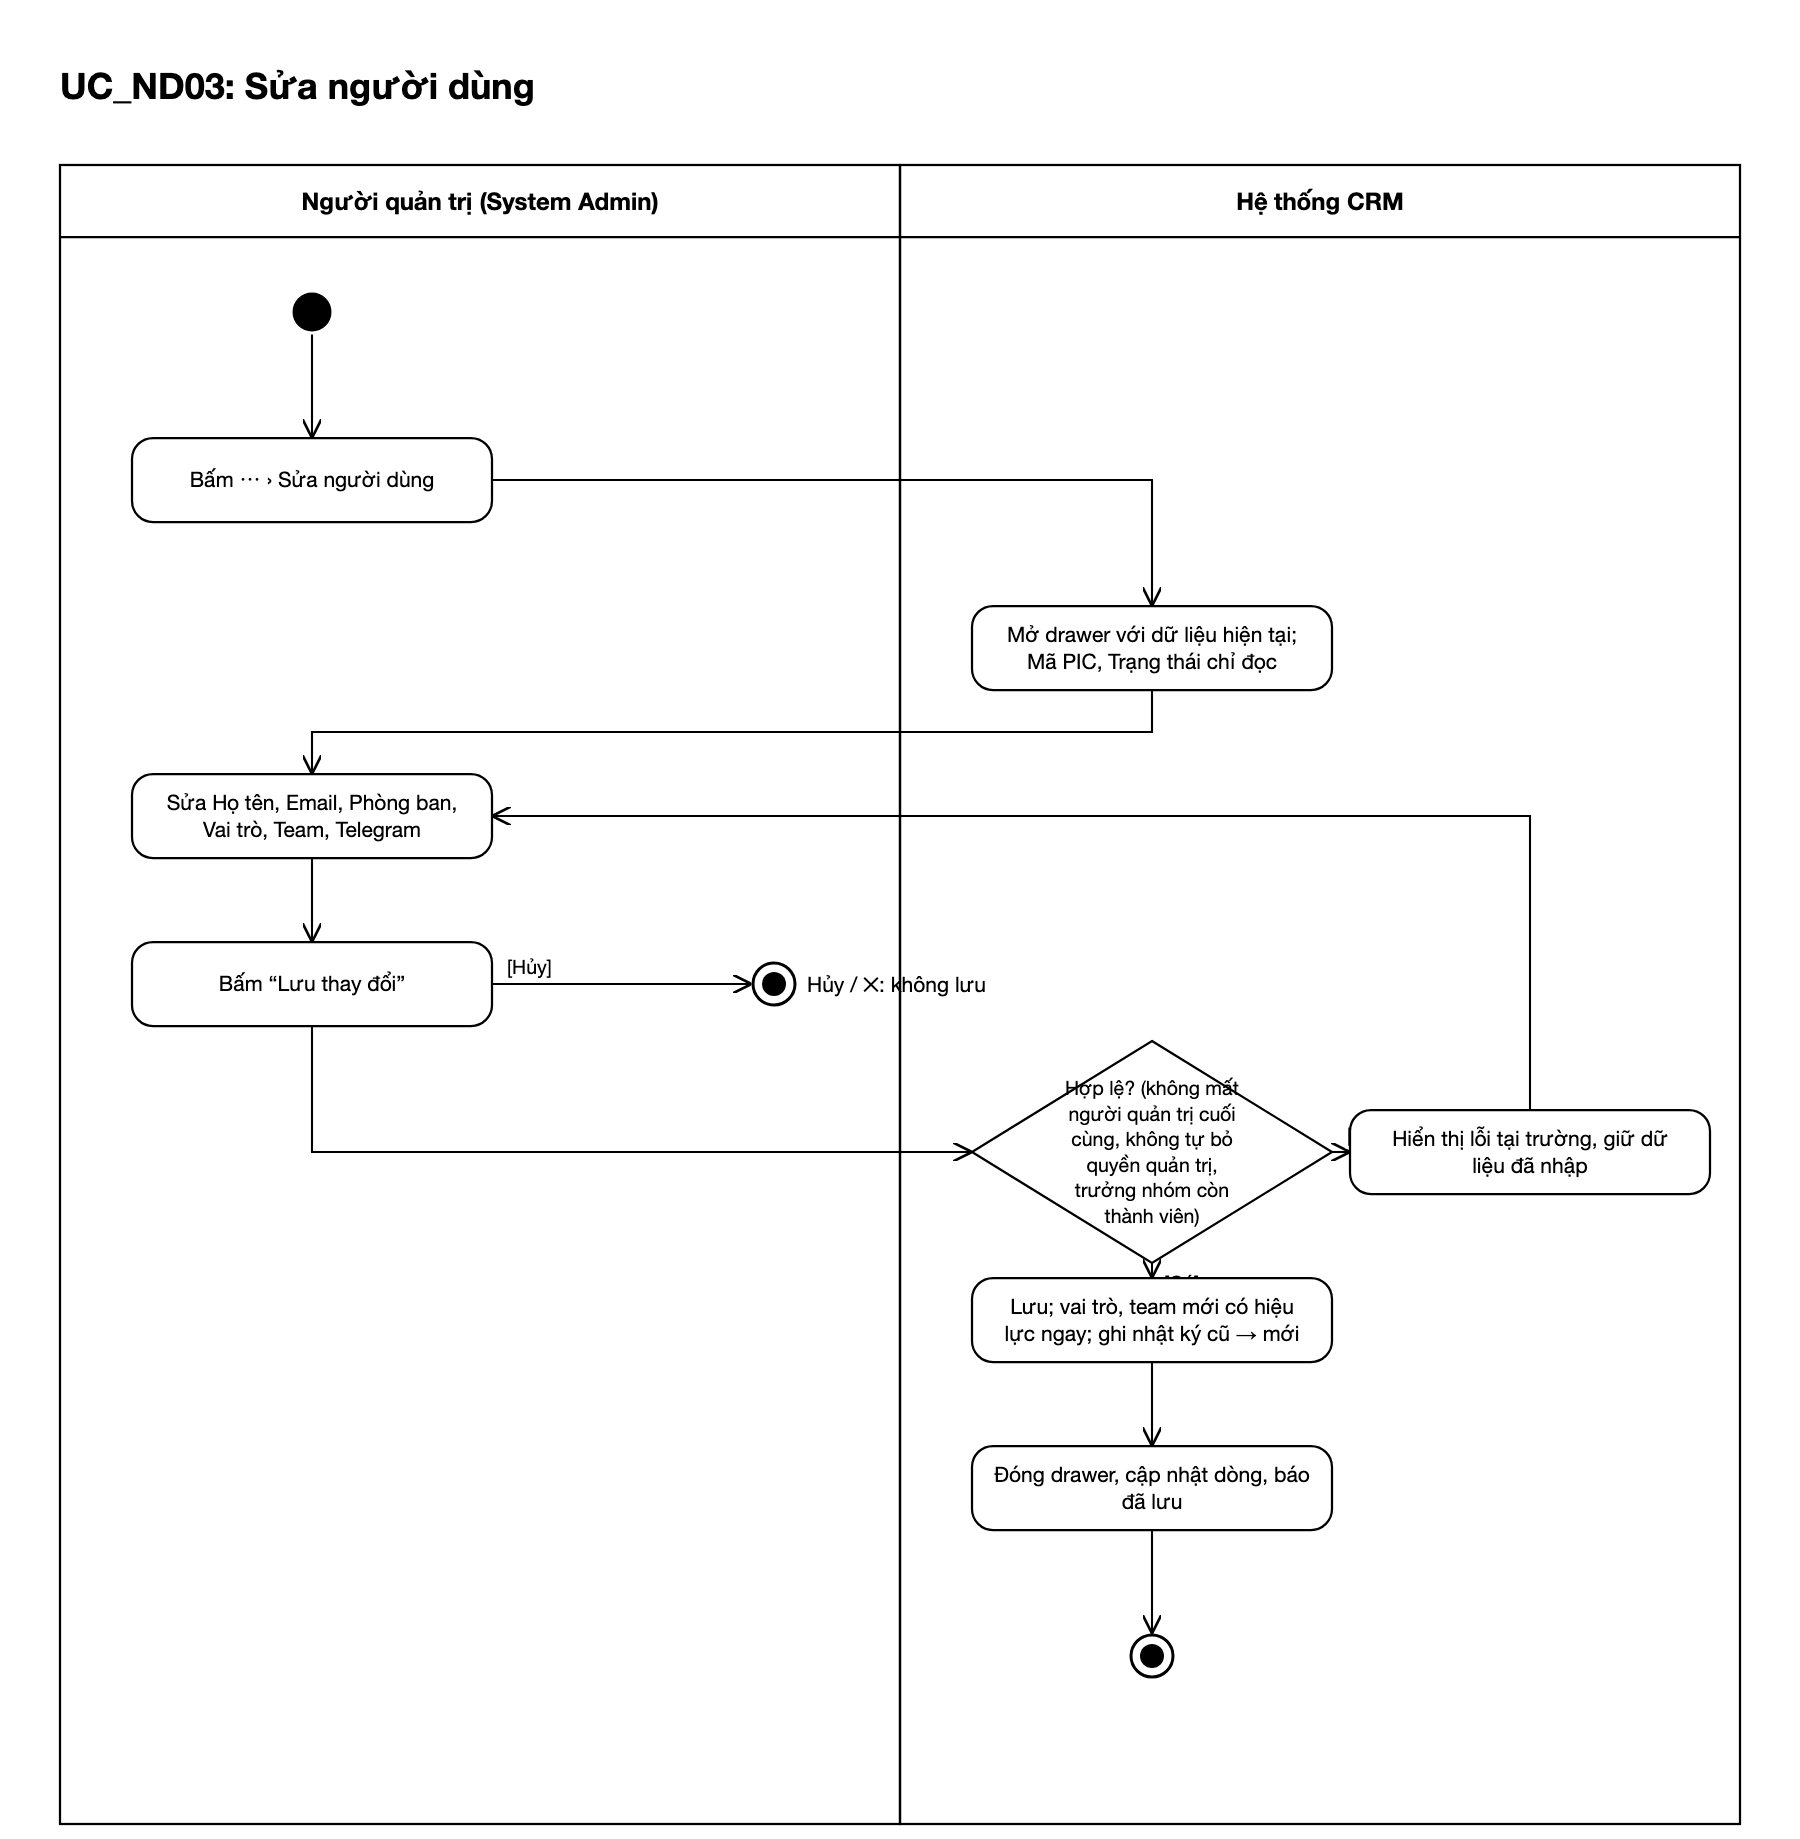 UC_ND03: Sửa người dùng
Người quản trị (System Admin)
Hệ thống CRM
Bấm ⋯ › Sửa người dùng
Mở drawer với dữ liệu hiện tại;
Mã PIC, Trạng thái chỉ đọc
Sửa Họ tên, Email, Phòng ban,
Vai trò, Team, Telegram
Bấm “Lưu thay đổi”
[Hủy]
Hủy / ✕: không lưu
Hợp lệ? (không mất
người quản trị cuối
cùng, không tự bỏ
quyền quản trị,
trưởng nhóm còn
thành viên)
Hiển thị lỗi tại trường, giữ dữ
liệu đã nhập
Lưu; vai trò, team mới có hiệu
lực ngay; ghi nhật ký cũ → mới
Đóng drawer, cập nhật dòng, báo
đã lưu